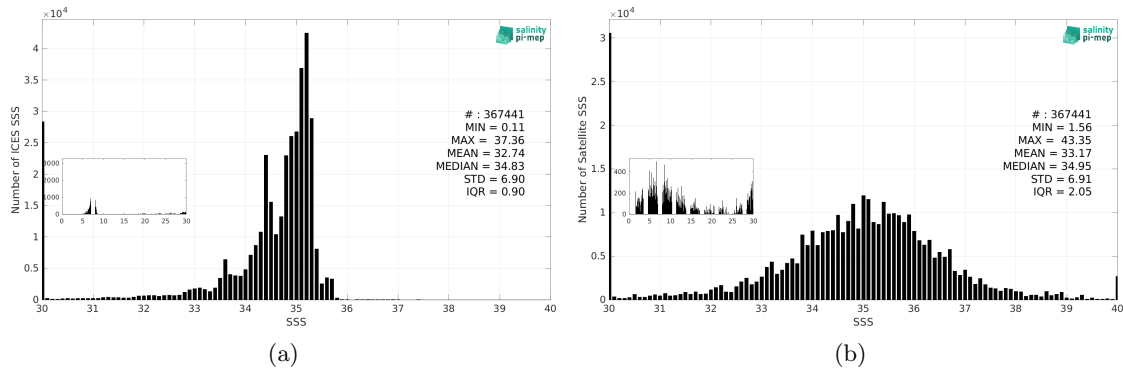 ×10⁴
4
3.5
3
2.5
2
1.5
1
0.5
0
Number of ICES SSS
30 31 32 33 34 35 36 37 38 39 40
SSS
salinity
pi-mep
# : 367441
MIN = 0.11
MAX = 37.36
MEAN = 32.74
MEDIAN = 34.83
STD = 6.90
IQR = 0.90
3000
2000
1000
0
0 5 10 15 20 25 30
(a)
×10⁴
3
2.5
2
1.5
1
0.5
0
Number of Satellite SSS
30 31 32 33 34 35 36 37 38 39 40
SSS
salinity
pi-mep
# : 367441
MIN = 1.56
MAX = 43.35
MEAN = 33.17
MEDIAN = 34.95
STD = 6.91
IQR = 2.05
400
200
0
0 5 10 15 20 25 30
(b)